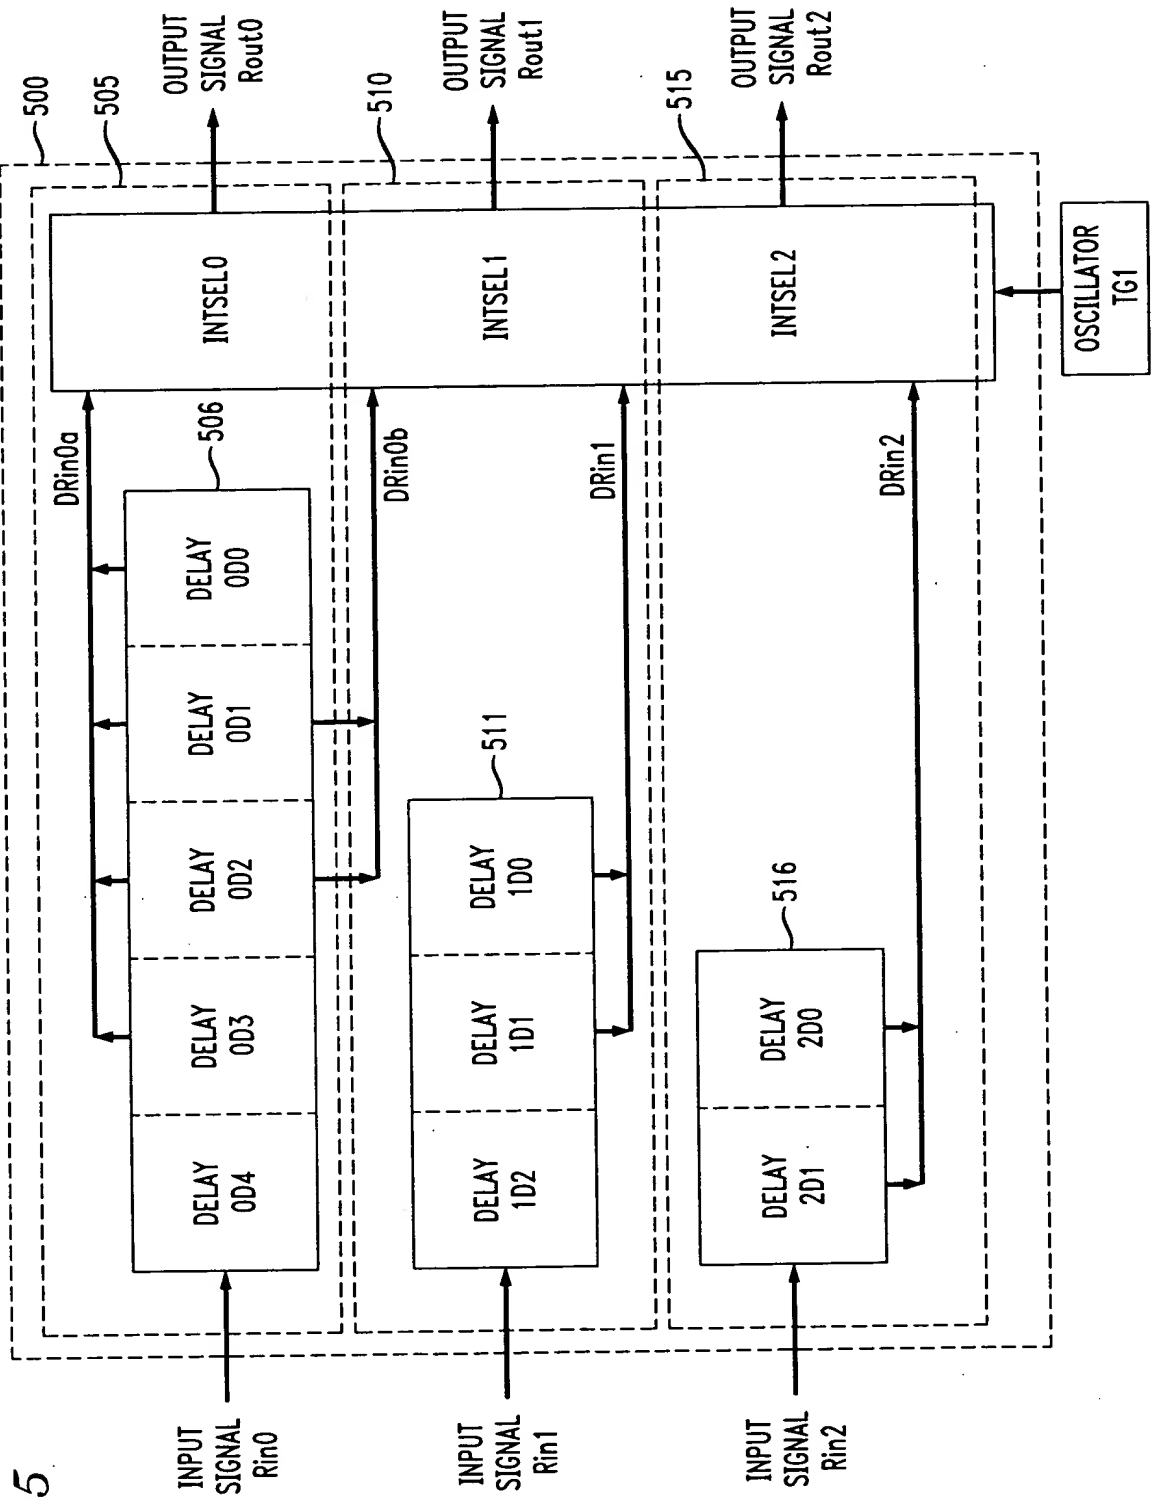 5
500
505
510
515
OUTPUT
SIGNAL
Rout0
OUTPUT
SIGNAL
Rout1
OUTPUT
SIGNAL
Rout2
INTSEL0
INTSEL1
INTSEL2
OSCILLATOR
TG1
DRin0a
506
DRin0b
DRin1
DRin2
DELAY
0D4
DELAY
0D3
DELAY
0D2
DELAY
0D1
DELAY
0D0
511
DELAY
1D2
DELAY
1D1
DELAY
1D0
516
DELAY
2D1
DELAY
2D0
INPUT
SIGNAL
Rin0
INPUT
SIGNAL
Rin1
INPUT
SIGNAL
Rin2